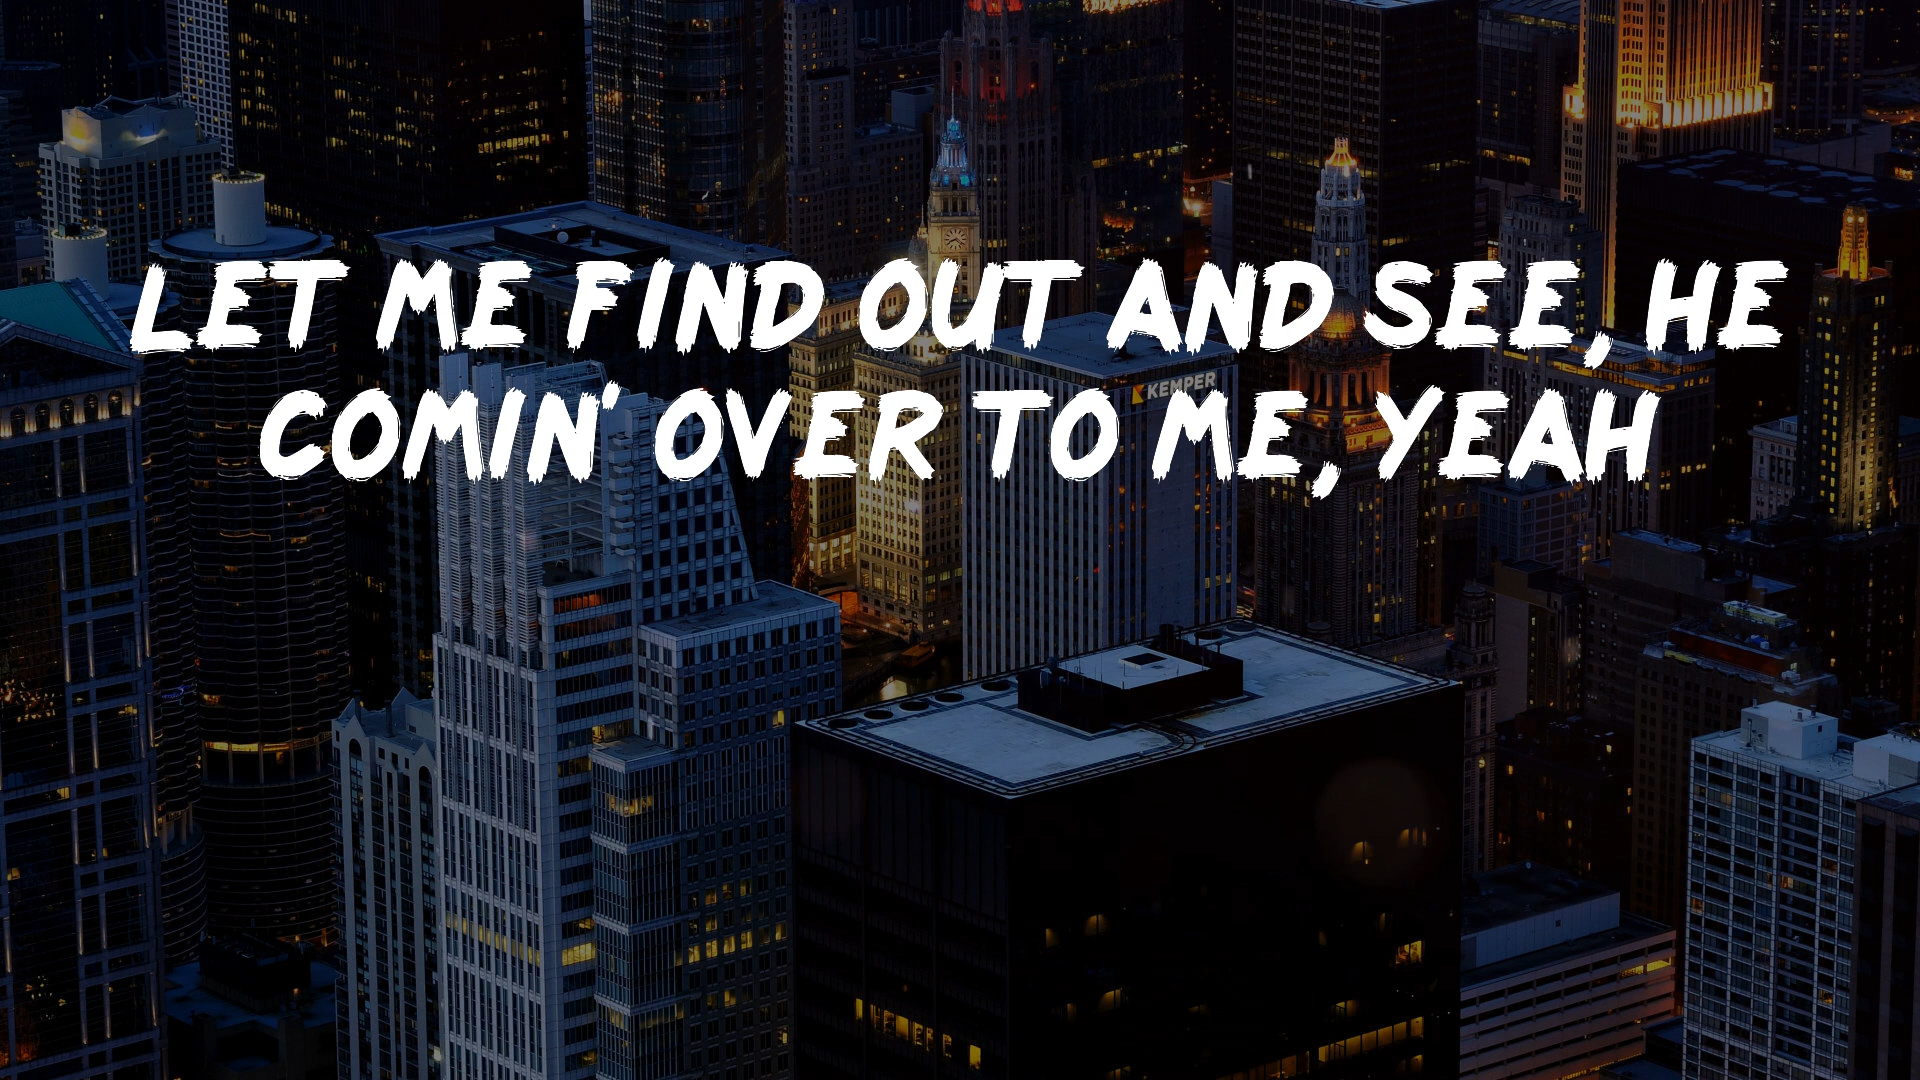 LET ME FIND OUT AND SEE, HE
COMIN' OVER TO ME, YEAH
KEMPER